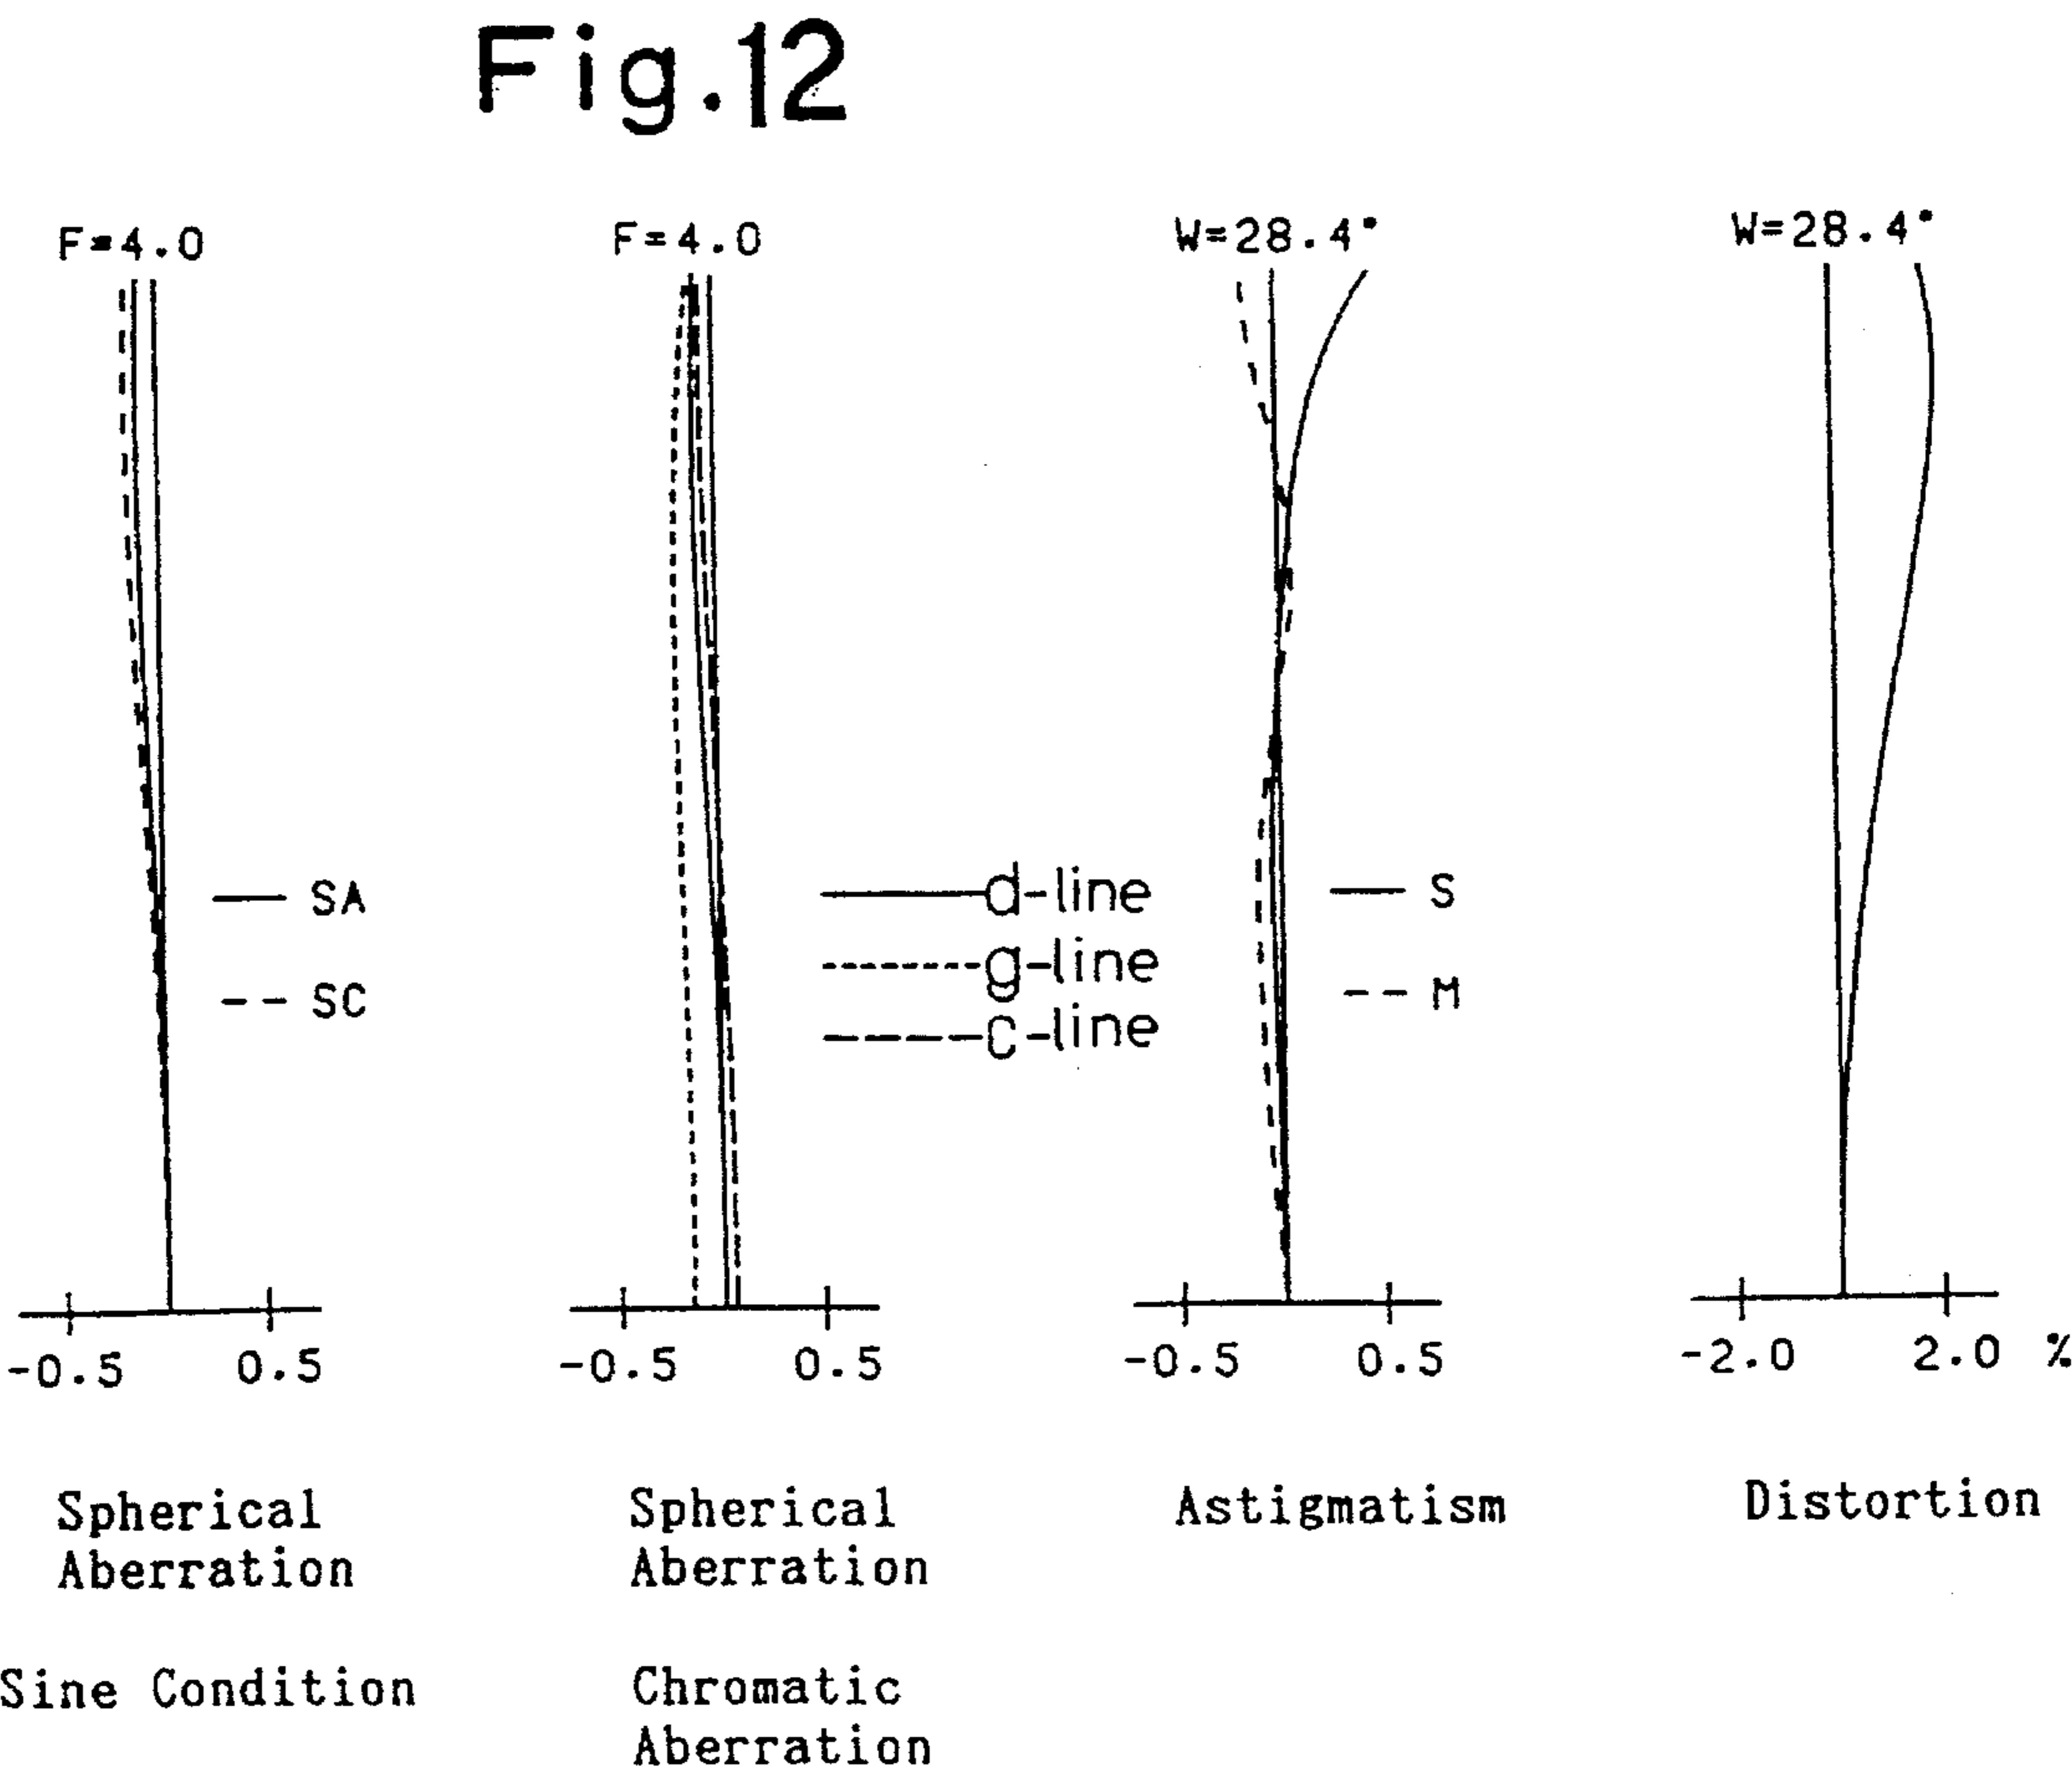 Fig.12
F=4.0
F=4.0
W=28.4°
W=28.4°
SA
SC
d-line
g-line
C-line
S
M
-0.5 0.5
-0.5 0.5
-0.5 0.5
-2.0 2.0 %
Spherical
Aberration
Sine Condition
Spherical
Aberration
Chromatic
Aberration
Astigmatism
Distortion